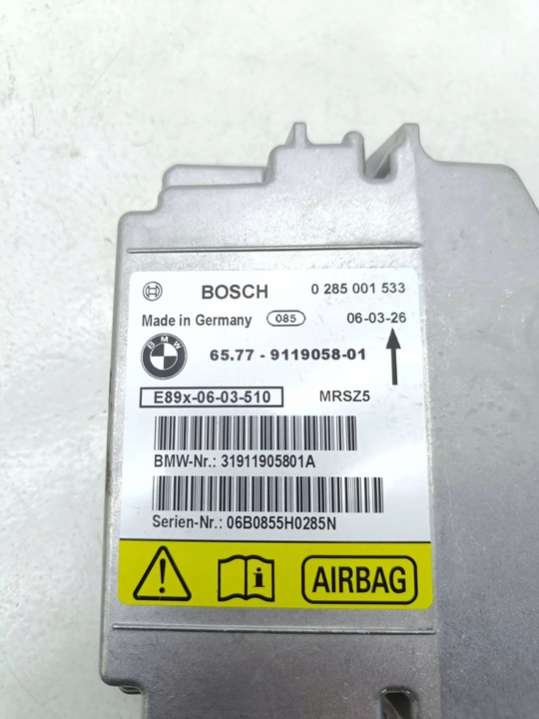 BOSCH 0 285 001 533
Made in Germany 085 06-03-26
BMW 65.77 - 9119058-01
E89x-06-03-510 MRSZ5
BMW-Nr.: 31911905801A
Serien-Nr.: 06B0855H0285N
AIRBAG